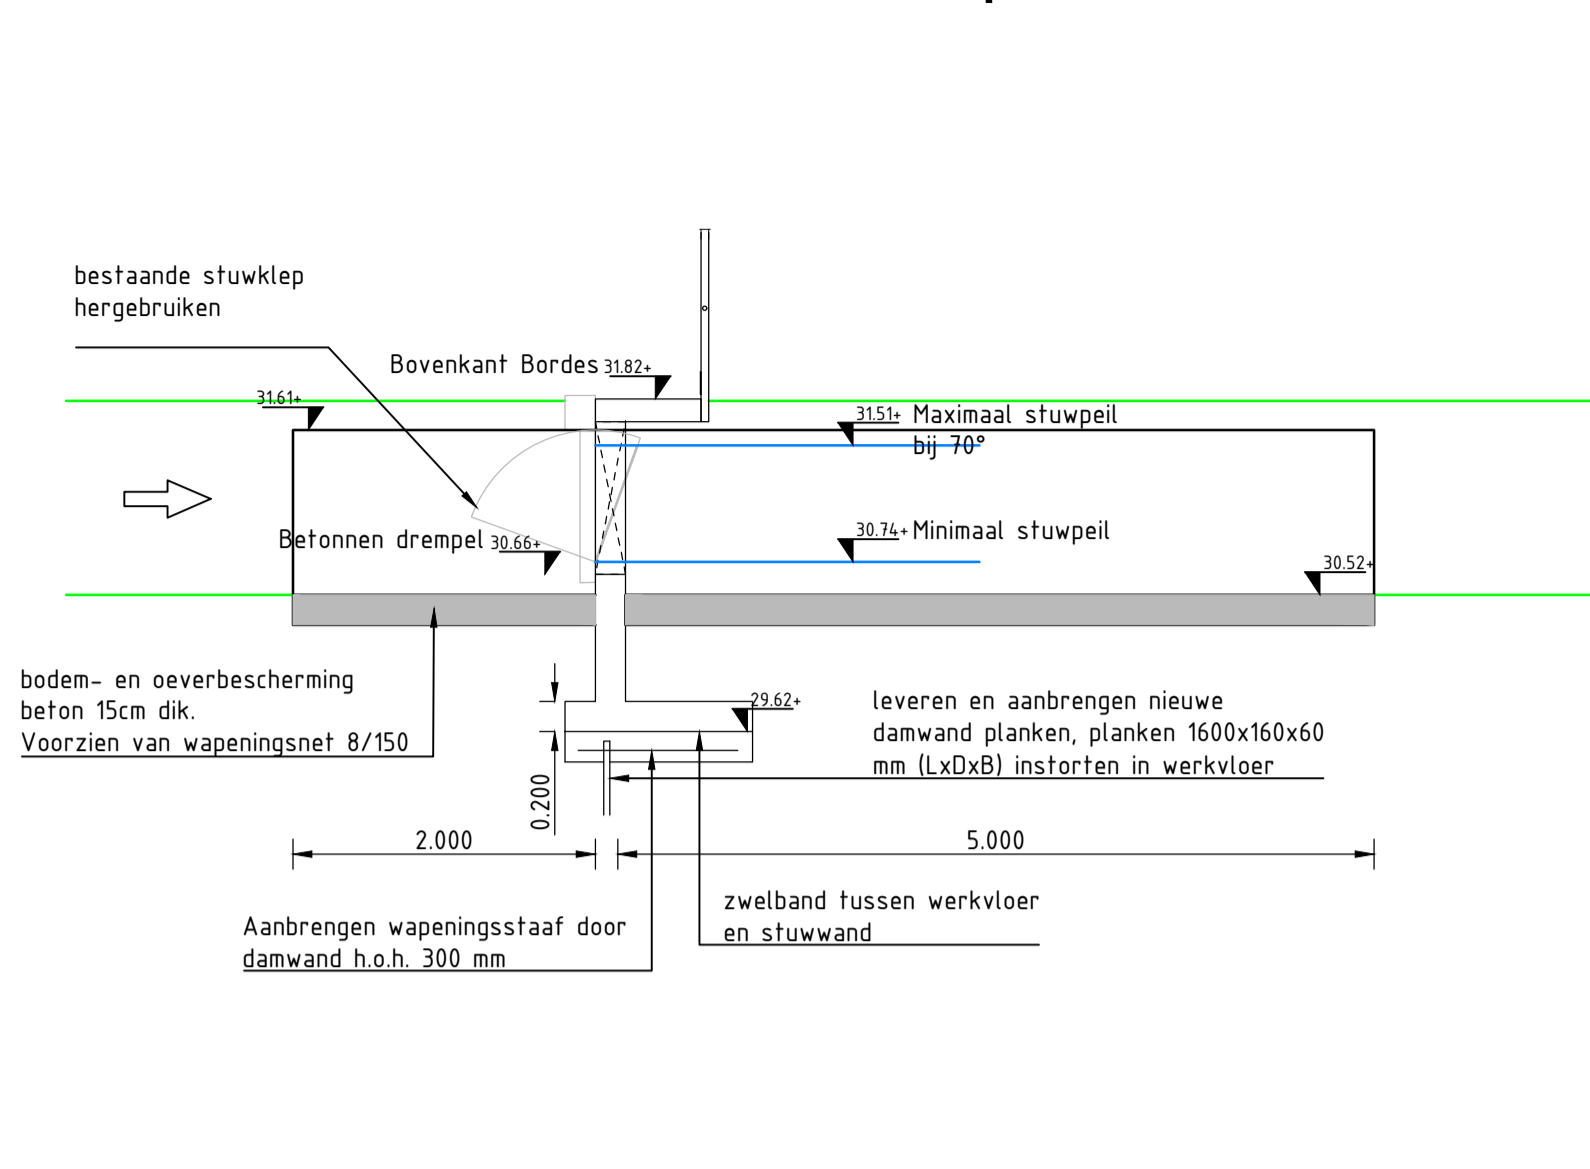 bestaande stuwklep
hergebruiken
Bovenkant Bordes 31.82+
31.61+
31.51+ Maximaal stuwpeil
bij 70°
30.74+ Minimaal stuwpeil
Betonnen drempel 30.66+
30.52+
bodem- en oeverbescherming
beton 15cm dik.
Voorzien van wapeningsnet 8/150
29.62+
leveren en aanbrengen nieuwe
damwand planken, planken 1600x160x60
mm (LxDxB) instorten in werkvloer
0.200
2.000
5.000
zwelband tussen werkvloer
en stuwwand
Aanbrengen wapeningsstaaf door
damwand h.o.h. 300 mm